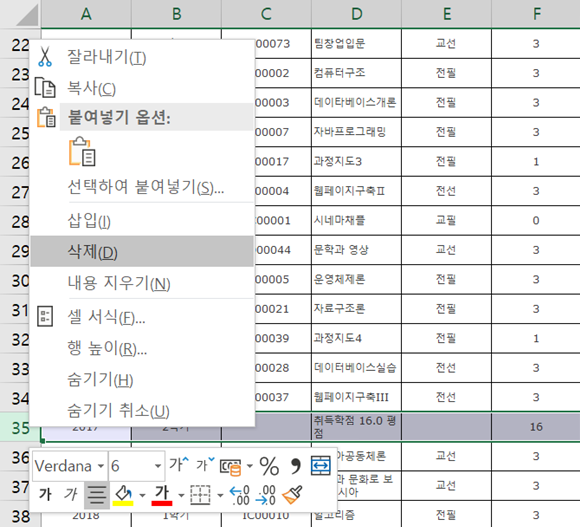 A B C D E F
22 00073 팀창업입문 교선 3
잘라내기(T)
23 00002 컴퓨터구조 전필 3
복사(C)
24 00003 데이타베이스개론 전필 3
붙여넣기 옵션:
25 00007 자바프로그래밍 전필 3
26 00017 과정지도3 전필 1
선택하여 붙여넣기(S)...
27 00004 웹페이지구축Ⅱ 전선 3
삽입(I)
28 00001 시네마채플 교필 0
삭제(D)
29 00044 문학과 영상 교선 3
내용 지우기(N)
30 00005 운영체제론 전필 3
셀 서식(F)...
31 00021 자료구조론 전필 3
행 높이(R)...
32 00039 과정지도4 전필 1
숨기기(H)
33 00028 데이터베이스실습 전필 3
숨기기 취소(U)
34 00037 웹페이지구축III 전선 3
35 2017 2학기 취득학점 16.0 평점 16
Verdana 6 가 가 % ,
36 공동체론 교선 3
가 가 가
37 과 문화로 보 시아 교선 3
38 2018 1학기 IC00010 알고리즘 전필 3